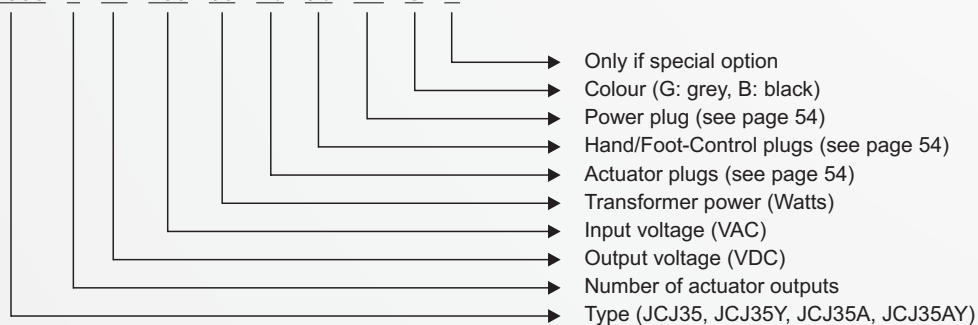 Only if special option
Colour (G: grey, B: black)
Power plug (see page 54)
Hand/Foot-Control plugs (see page 54)
Actuator plugs (see page 54)
Transformer power (Watts)
Input voltage (VAC)
Output voltage (VDC)
Number of actuator outputs
Type (JCJ35, JCJ35Y, JCJ35A, JCJ35AY)